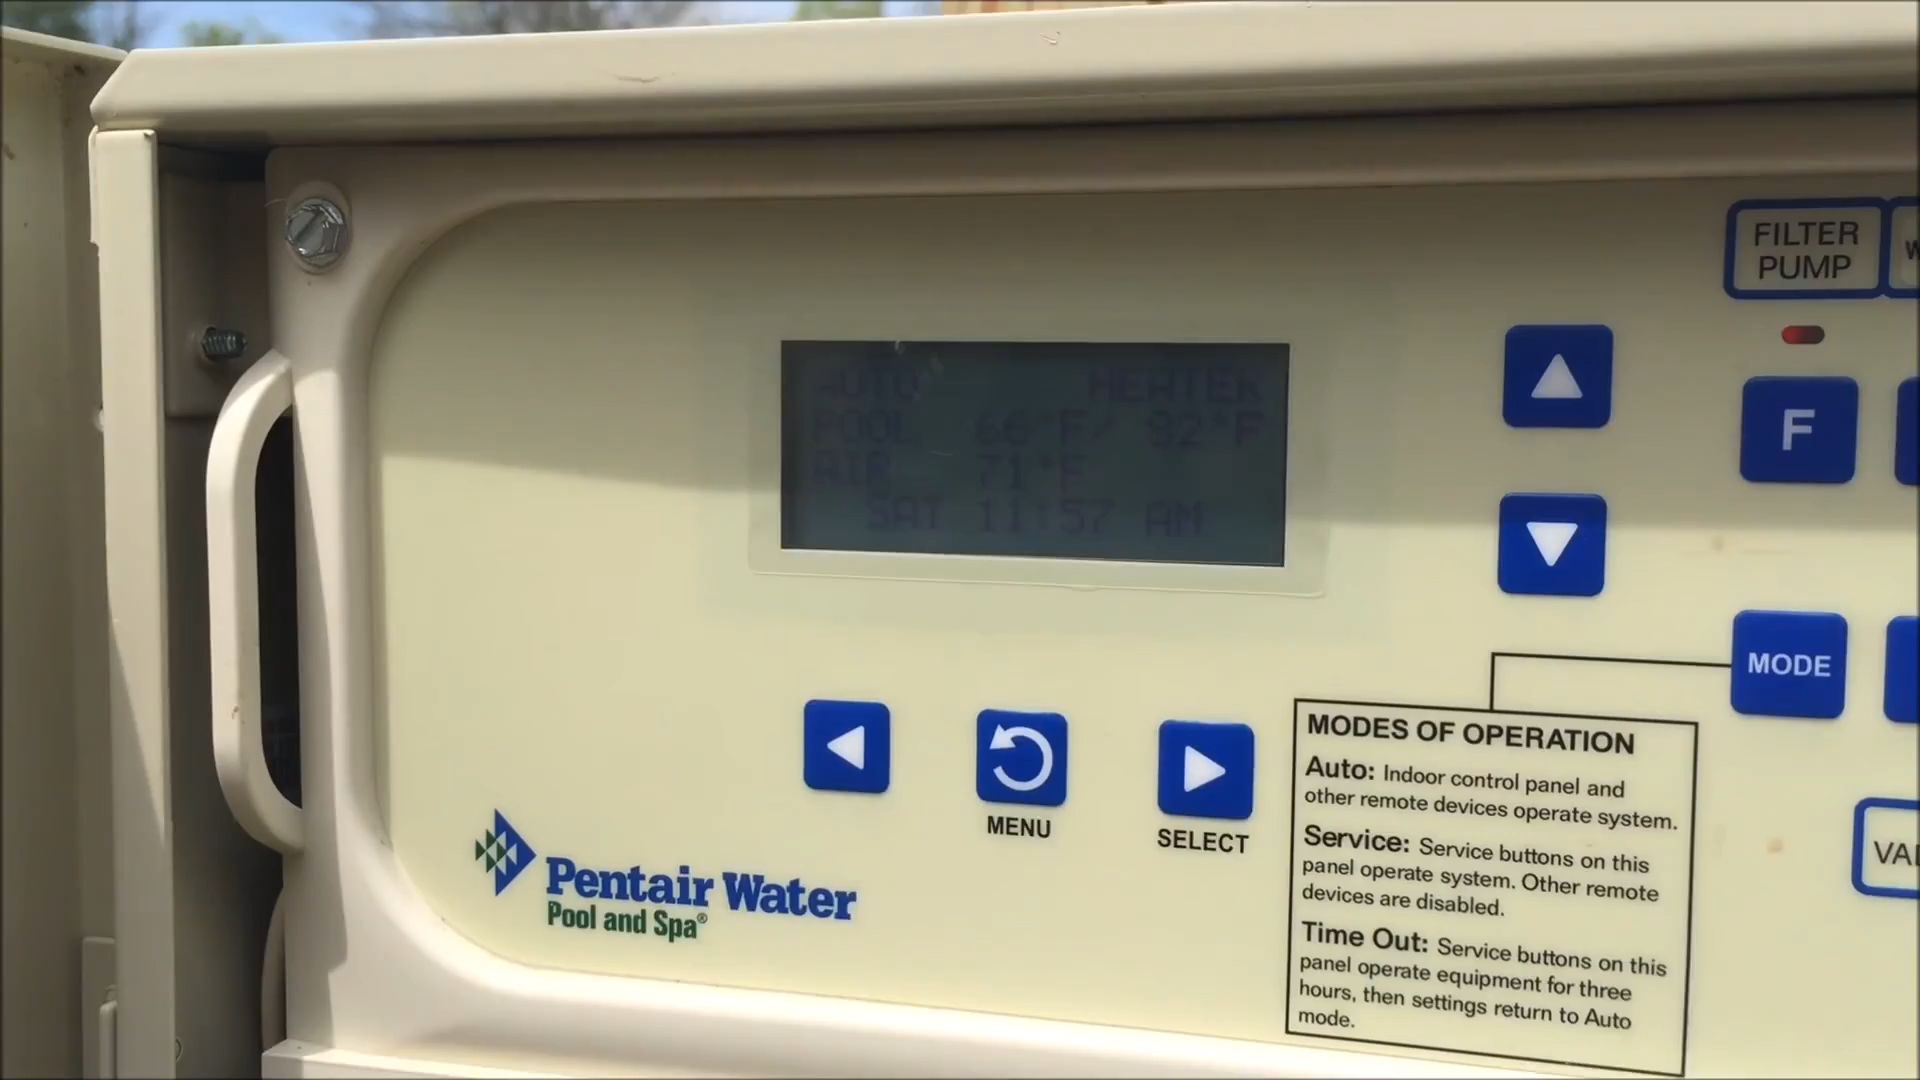 AUTO HEATER
POOL 66°F/ 92°F
AIR 71°F
SAT 11:57 AM
FILTER
PUMP
F
MODE
MENU
SELECT
MODES OF OPERATION
Auto: Indoor control panel and
other remote devices operate system.
Service: Service buttons on this
panel operate system. Other remote
devices are disabled.
Time Out: Service buttons on this
panel operate equipment for three
hours, then settings return to Auto
mode.
Pentair Water
Pool and Spa®